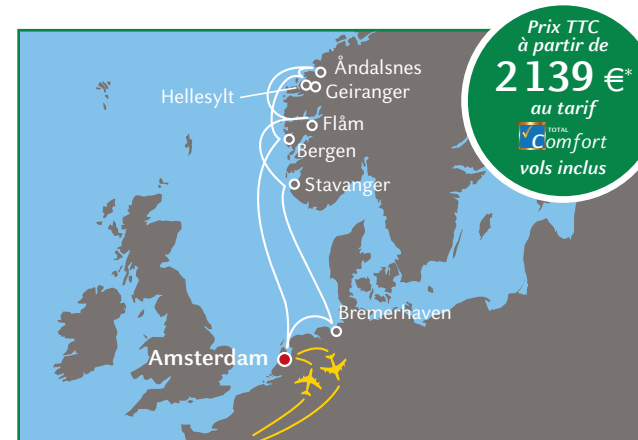 Prix TTC
à partir de
2 139 €*
au tarif
TOTAL
Comfort
vols inclus
Åndalsnes
Hellesylt
Geiranger
Flåm
Bergen
Stavanger
Bremerhaven
Amsterdam